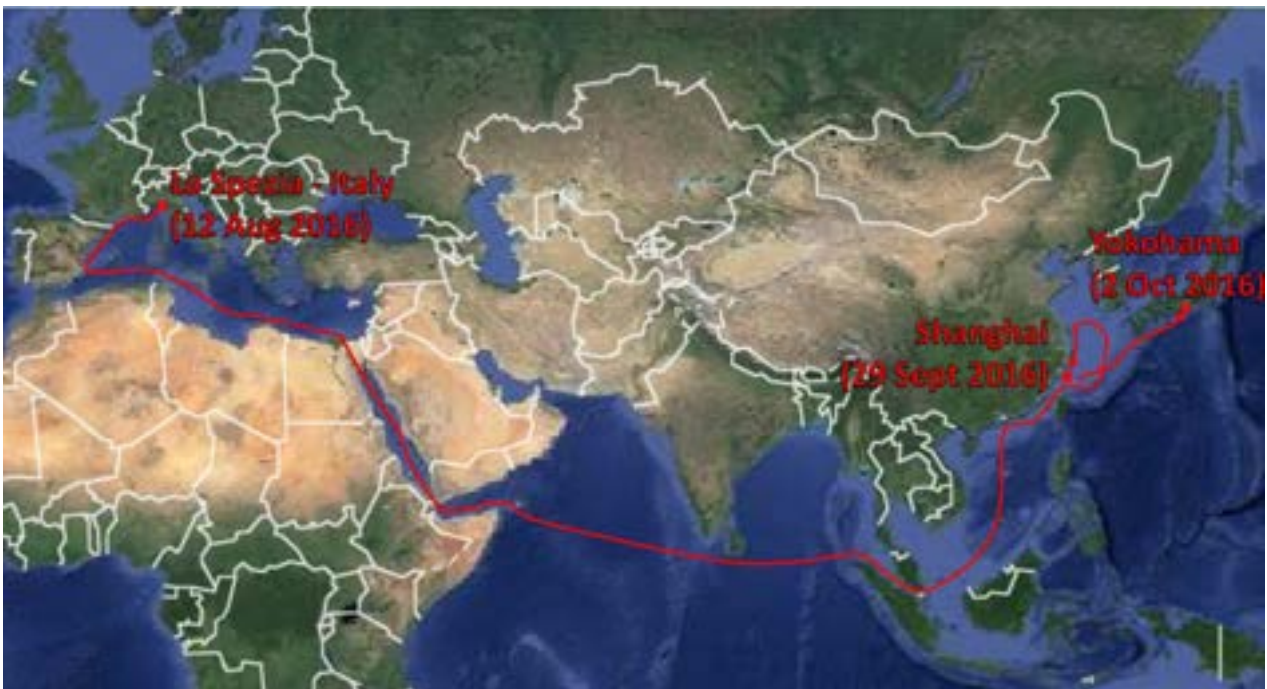 La Spezia - Italy
(12 Aug 2016)
Yokohama
(2 Oct 2016)
Shanghai
(29 Sept 2016)